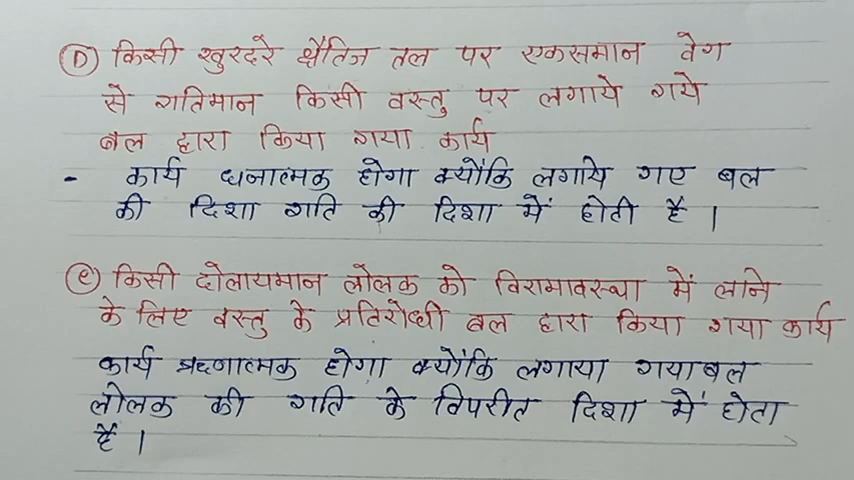 (D) किसी खुरदरे क्षैतिज तल पर एकसमान वेग
से गतिमान किसी वस्तु पर लगाये गये
बल द्वारा किया गया कार्य
- कार्य धनात्मक होगा क्योंकि लगाये गए बल
की दिशा गति की दिशा में होती है ।
(e) किसी दोलायमान लोलक को विरामावस्था में लाने
के लिए वस्तु के प्रतिरोधी बल द्वारा किया गया कार्य
कार्य ऋणात्मक होगा क्योंकि लगाया गया बल
लोलक की गति के विपरीत दिशा में होता
है ।